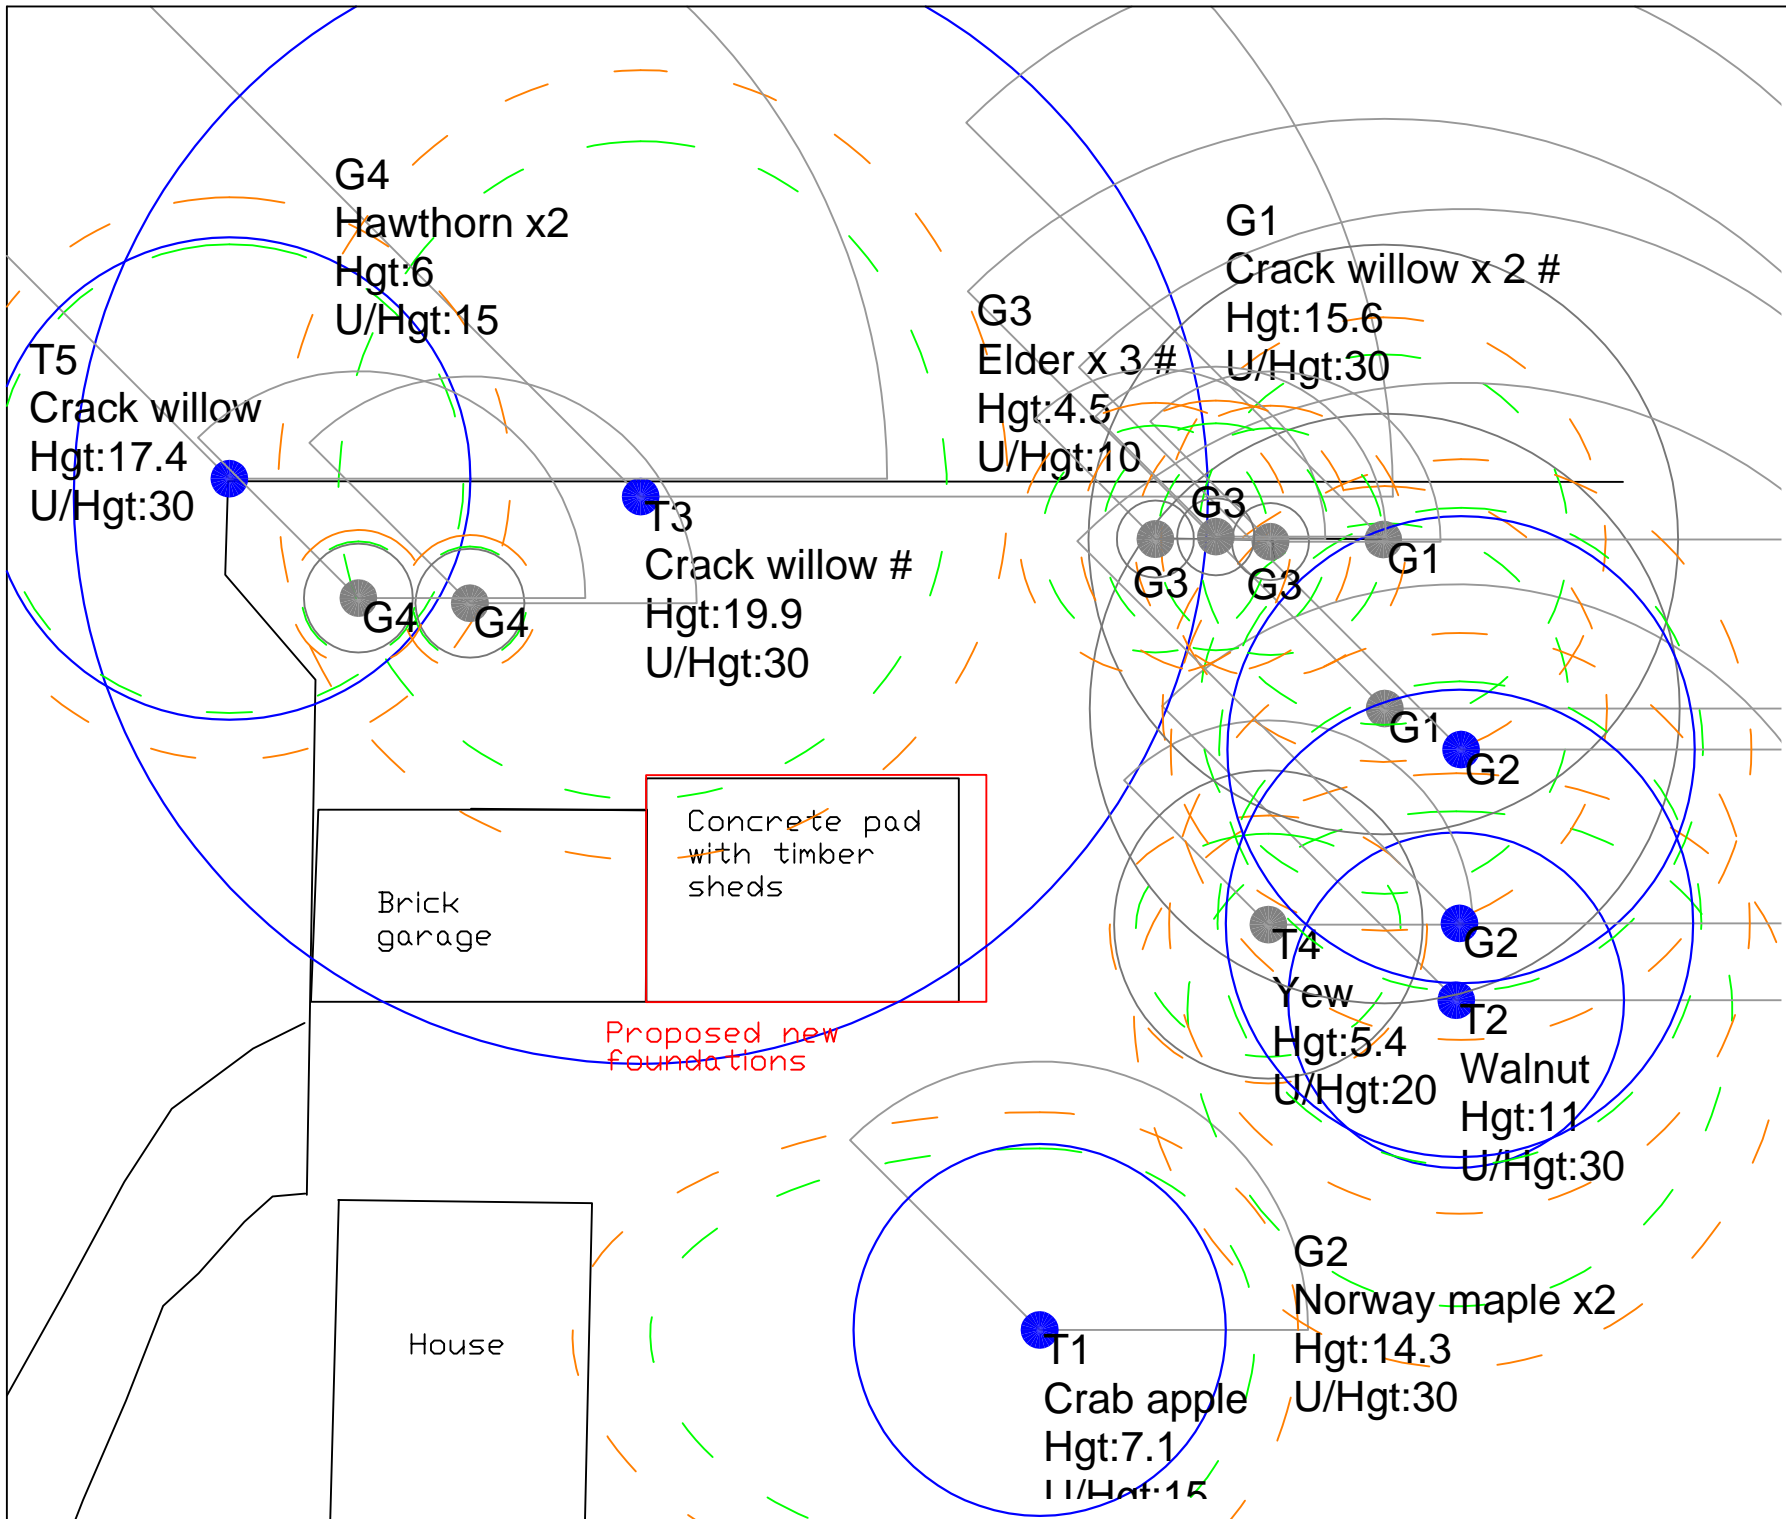 G4
Hawthorn x2
Hgt:6
U/Hgt:15
G1
Crack willow x 2 #
Hgt:15.6
U/Hgt:30
G3
Elder x 3 #
Hgt:4.5
U/Hgt:10
T5
Crack willow
Hgt:17.4
U/Hgt:30
T3
Crack willow #
Hgt:19.9
U/Hgt:30
G3
G3
G3
G1
G4
G4
G1
G2
Concrete pad
with timber
sheds
Brick
garage
Proposed new
foundations
T4
Yew
Hgt:5.4
U/Hgt:20
G2
T2
Walnut
Hgt:11
U/Hgt:30
G2
Norway maple x2
Hgt:14.3
U/Hgt:30
House
T1
Crab apple
Hgt:7.1
U/Hgt:15